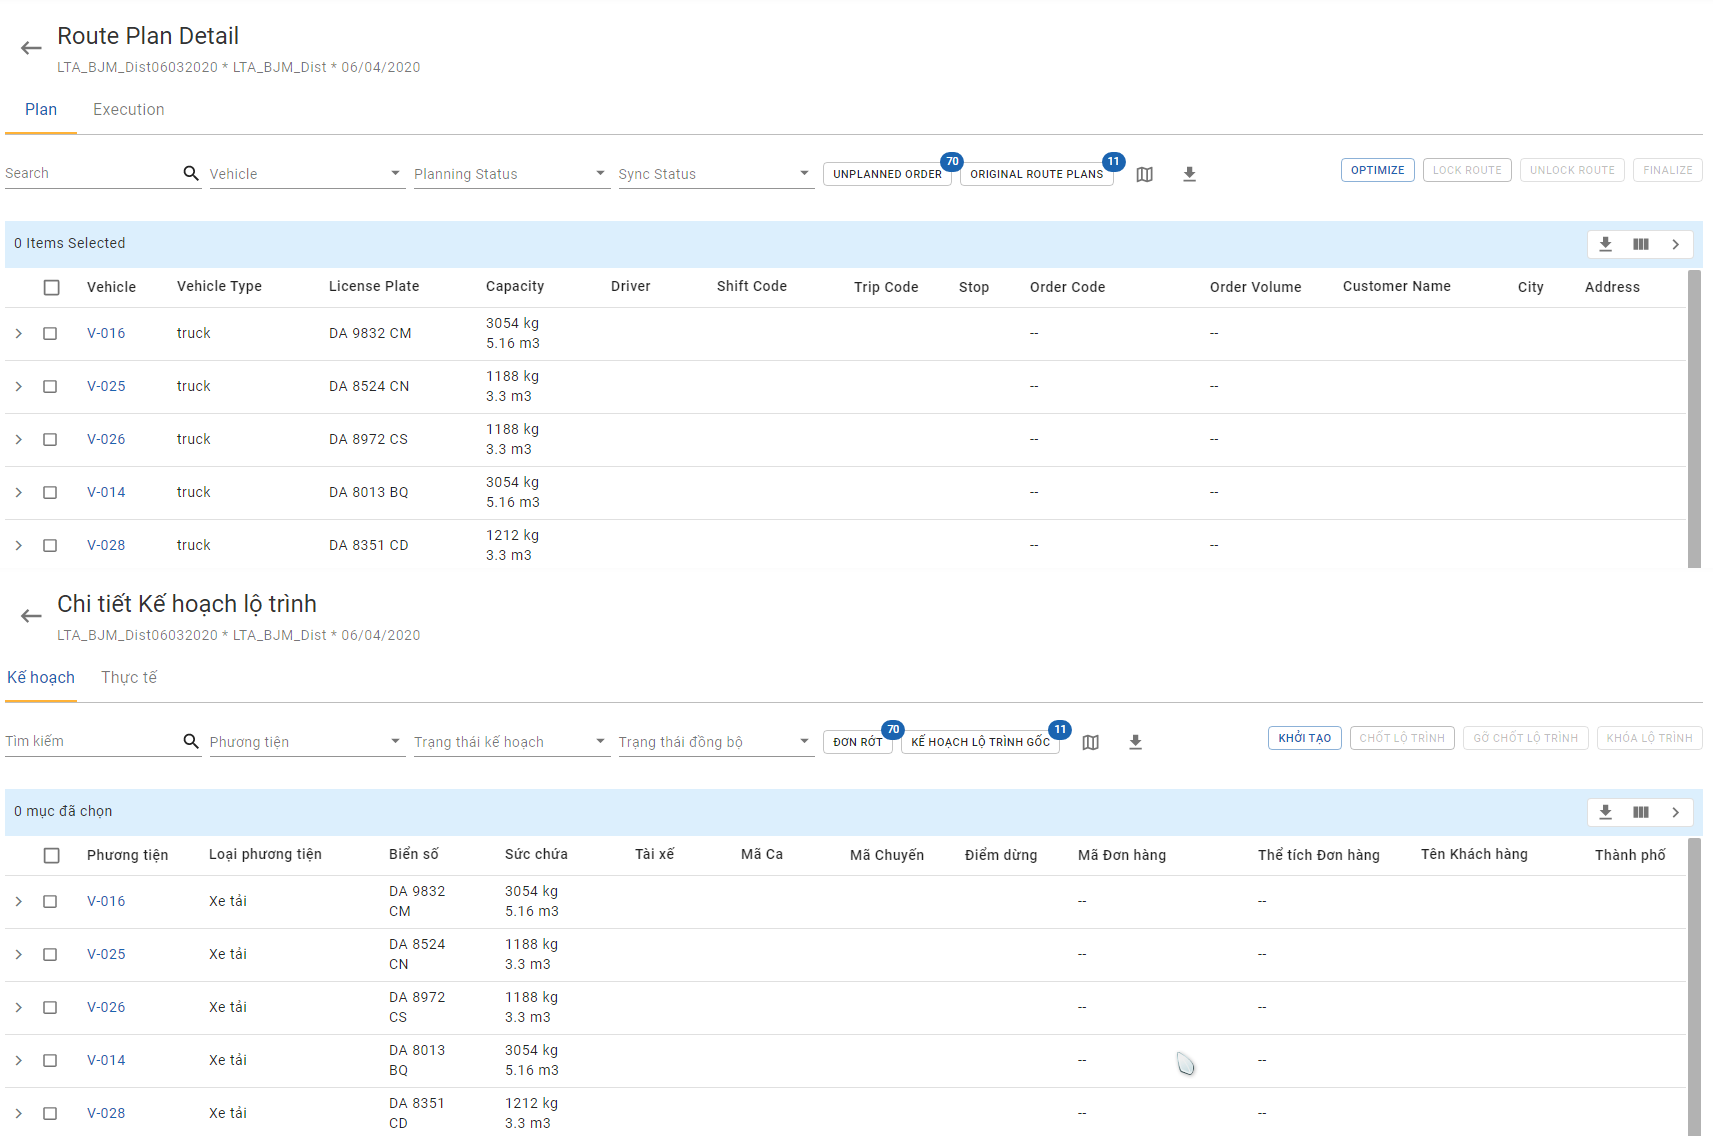 Route Plan Detail
LTA_BJM_Dist06032020 * LTA_BJM_Dist * 06/04/2020
Plan Execution
Search Vehicle Planning Status Sync Status UNPLANNED ORDER 70 ORIGINAL ROUTE PLANS 11 OPTIMIZE LOCK ROUTE UNLOCK ROUTE FINALIZE
0 Items Selected
Vehicle Vehicle Type License Plate Capacity Driver Shift Code Trip Code Stop Order Code Order Volume Customer Name City Address
V-016 truck DA 9832 CM 3054 kg -- --
5.16 m3
V-025 truck DA 8524 CN 1188 kg -- --
3.3 m3
V-026 truck DA 8972 CS 1188 kg -- --
3.3 m3
V-014 truck DA 8013 BQ 3054 kg -- --
5.16 m3
V-028 truck DA 8351 CD 1212 kg -- --
3.3 m3
Chi tiết Kế hoạch lộ trình
LTA_BJM_Dist06032020 * LTA_BJM_Dist * 06/04/2020
Kế hoạch Thực tế
Tìm kiếm Phương tiện Trạng thái kế hoạch Trạng thái đồng bộ ĐƠN RỚT 70 KẾ HOẠCH LỘ TRÌNH GỐC 11 KHỞI TẠO CHỐT LỘ TRÌNH GỠ CHỐT LỘ TRÌNH KHÓA LỘ TRÌNH
0 mục đã chọn
Phương tiện Loại phương tiện Biển số Sức chứa Tài xế Mã Ca Mã Chuyến Điểm dừng Mã Đơn hàng Thể tích Đơn hàng Tên Khách hàng Thành phố
V-016 Xe tải DA 9832 3054 kg -- --
CM 5.16 m3
V-025 Xe tải DA 8524 1188 kg -- --
CN 3.3 m3
V-026 Xe tải DA 8972 1188 kg -- --
CS 3.3 m3
V-014 Xe tải DA 8013 3054 kg -- --
BQ 5.16 m3
V-028 Xe tải DA 8351 1212 kg -- --
CD 3.3 m3